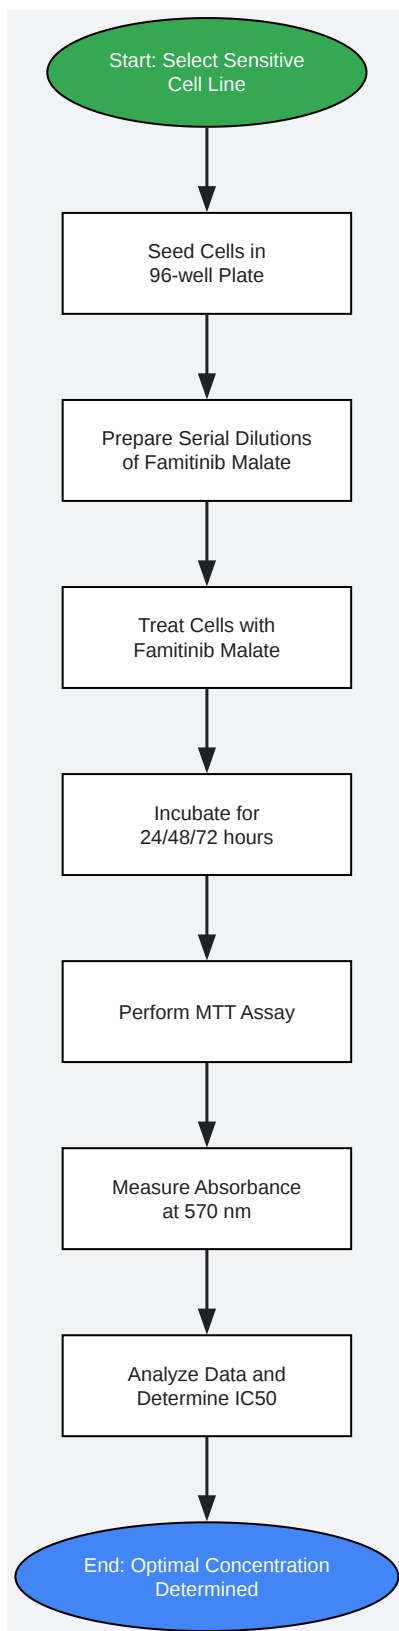 Start: Select Sensitive
Cell Line
Seed Cells in
96-well Plate
Prepare Serial Dilutions
of Famitinib Malate
Treat Cells with
Famitinib Malate
Incubate for
24/48/72 hours
Perform MTT Assay
Measure Absorbance
at 570 nm
Analyze Data and
Determine IC50
End: Optimal Concentration
Determined